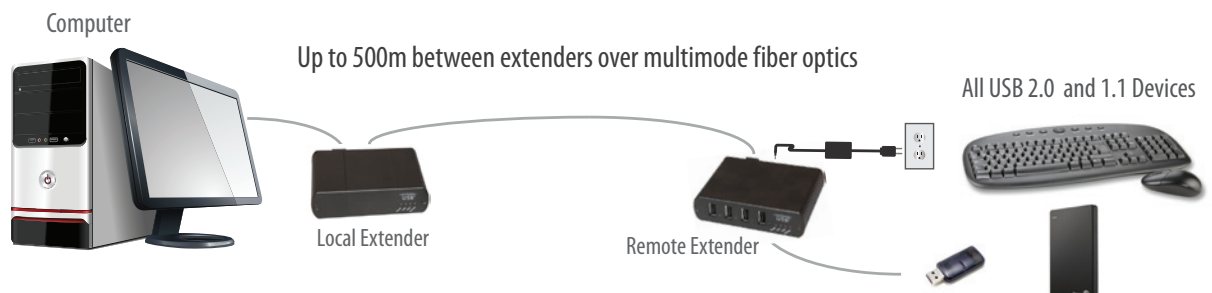 Computer
Up to 500m between extenders over multimode fiber optics
All USB 2.0 and 1.1 Devices
Local Extender
Remote Extender